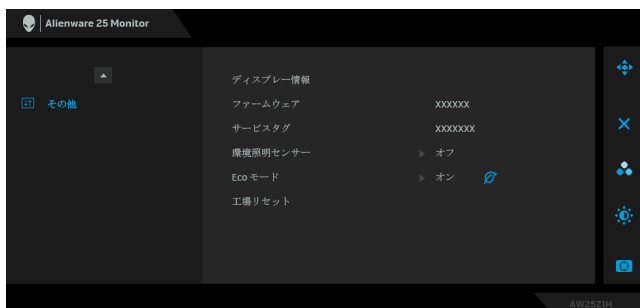 Alienware 25 Monitor
その他
ディスプレー情報
ファームウェア XXXXXX
サービスタグ XXXXXXX
環境照明センサー オフ
Eco モード オン
工場リセット
AW2521H